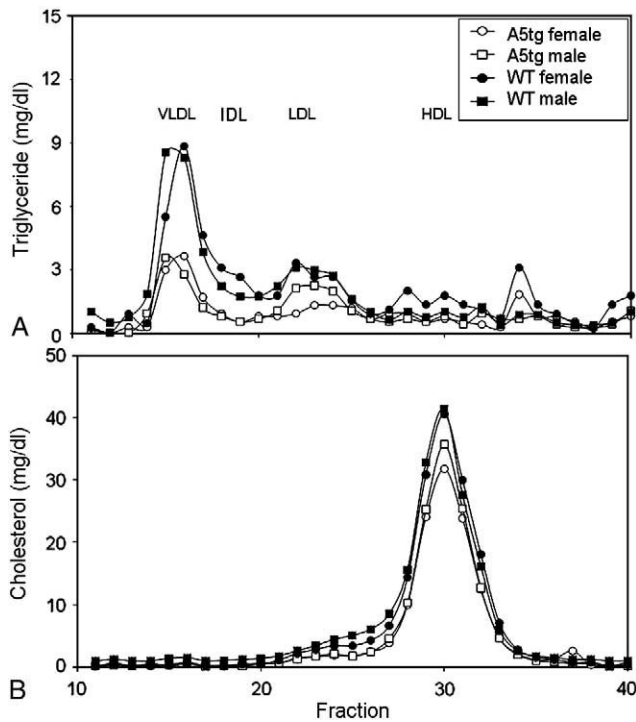 15
12
9
6
3
0
Triglyceride (mg/dl)
A
A5tg female
A5tg male
WT female
WT male
VLDL IDL LDL HDL
50
40
30
20
10
0
Cholesterol (mg/dl)
B
10 20 30 40
Fraction